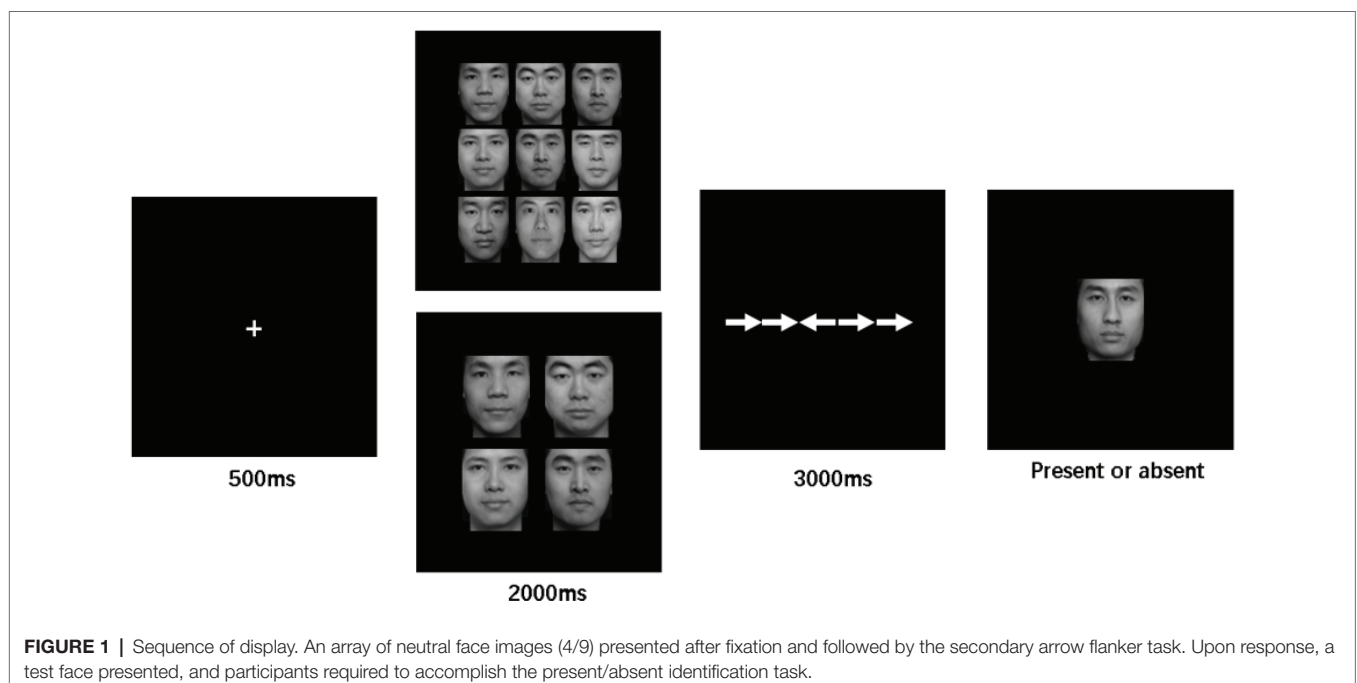 500ms
2000ms
3000ms
Present or absent
FIGURE 1 | Sequence of display. An array of neutral face images (4/9) presented after fixation and followed by the secondary arrow flanker task. Upon response, a
test face presented, and participants required to accomplish the present/absent identification task.